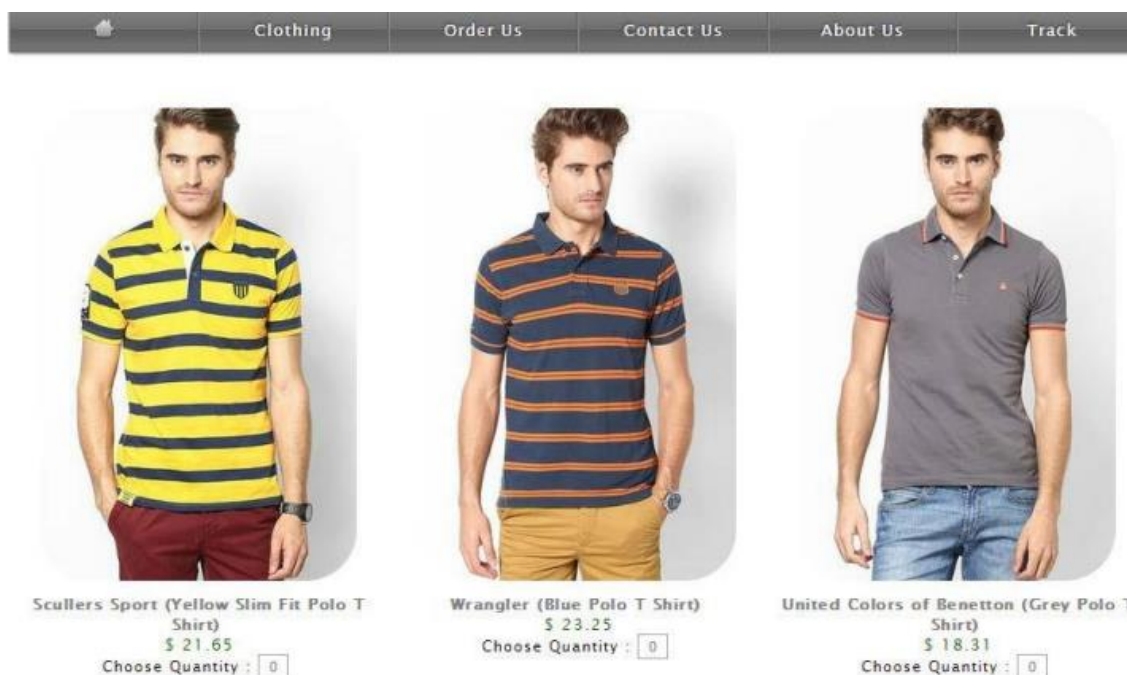 Clothing Order Us Contact Us About Us Track
Scullers Sport (Yellow Slim Fit Polo T
Shirt)
$ 21.65
Choose Quantity : 0
Wrangler (Blue Polo T Shirt)
$ 23.25
Choose Quantity : 0
United Colors of Benetton (Grey Polo T
Shirt)
$ 18.31
Choose Quantity : 0